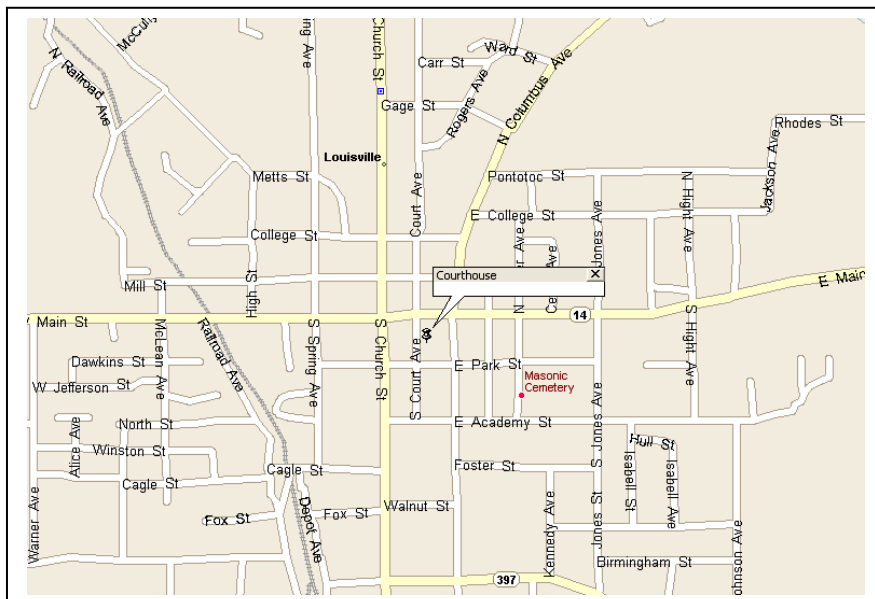 McCully
N Railroad Ave
ing Ave
Church St
Carr St
Ward St
Gage St
Rogers Ave
N Columbus Ave
Rhodes St
Louisville
Metts St
Court Ave
Pontotoc St
N Hight Ave
Jackson Ave
E College St
College St
Jones Ave
Courthouse
Mill St
High St
E Main
Main St
14
S Spring Ave
S Church St
S Court Ave
S Hight Ave
McLean Ave
Railroad Ave
Dawkins St
E Park St
Masonic
Cemetery
W Jefferson St
North St
E Academy St
Alice Ave
Winston St
Hull St
S Jones Ave
Cagle St
Foster St
Isabell St
Isabell Ave
Cagle St
Warner Ave
Walnut St
Fox St
Depot Ave
Fox St
Kennedy Ave
Jones St
Birmingham St
ohnson Ave
397